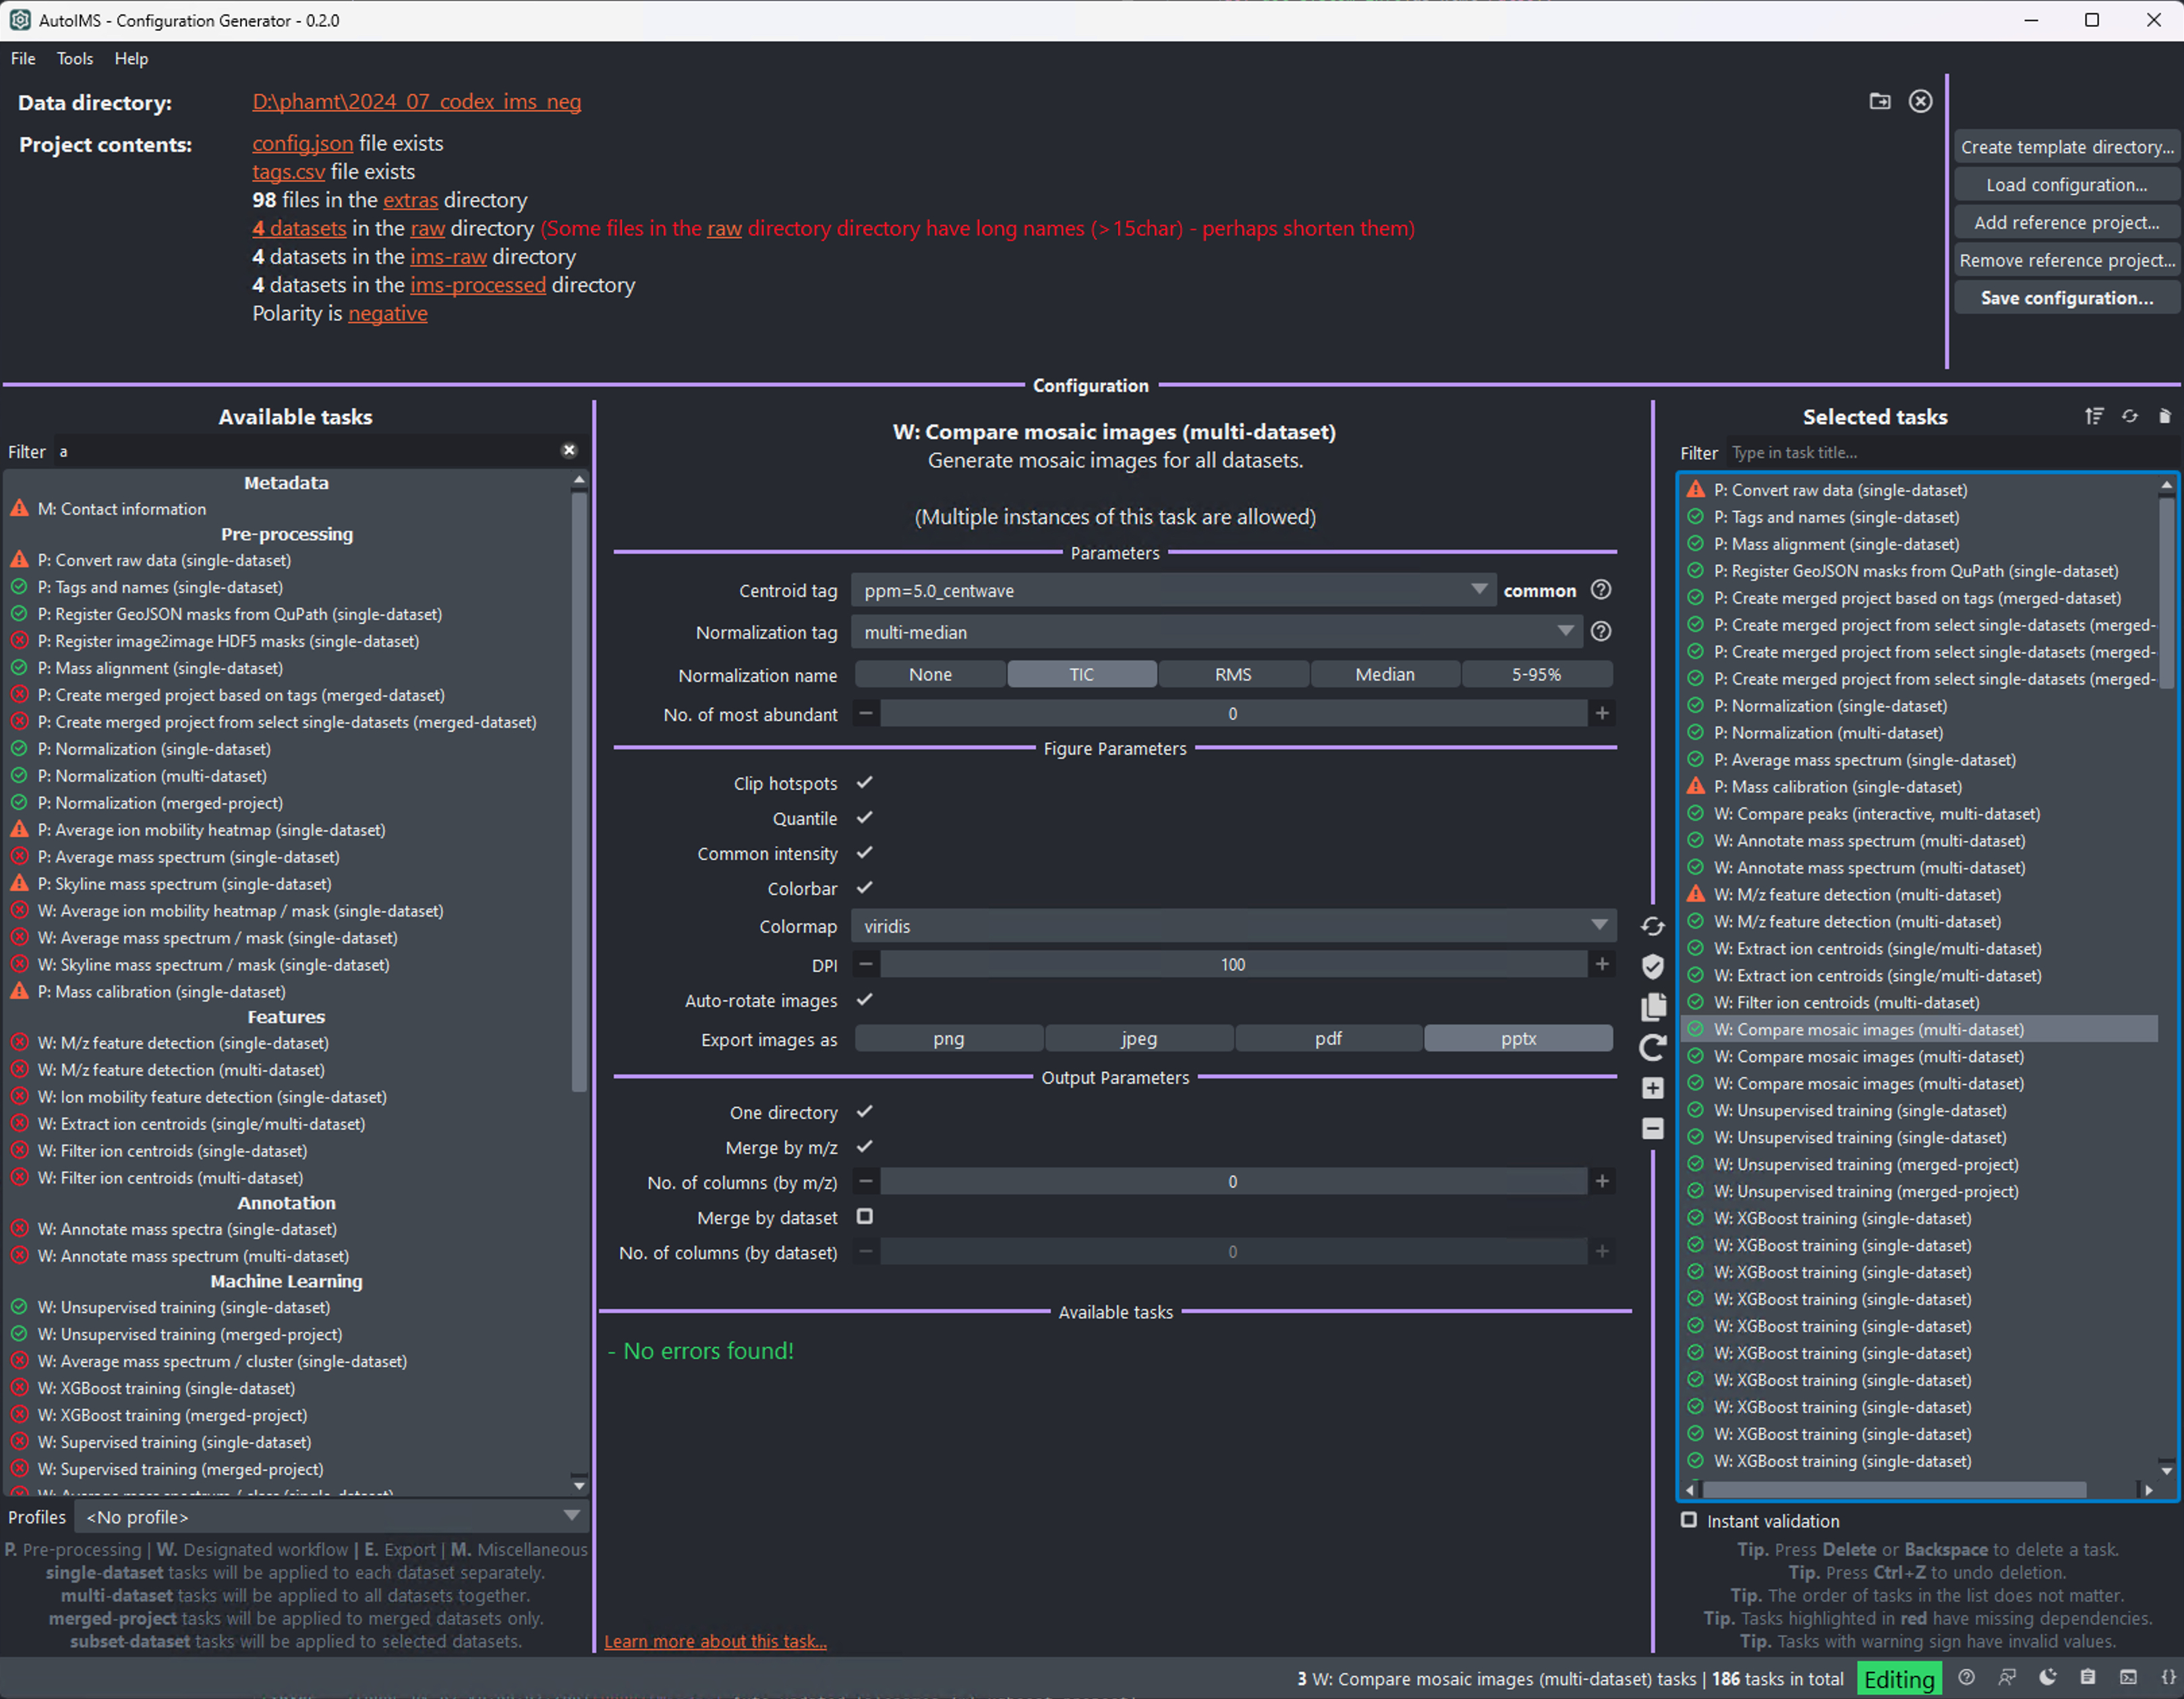 AutoIMS - Configuration Generator - 0.2.0
File Tools Help
Data directory: D:\phamt\2024_07_codex_ims_neg
Project contents: config.json file exists
tags.csv file exists
98 files in the extras directory
4 datasets in the raw directory (Some files in the raw directory directory have long names (>15char) - perhaps shorten them)
4 datasets in the ims-raw directory
4 datasets in the ims-processed directory
Polarity is negative
Create template directory...
Load configuration...
Add reference project...
Remove reference project...
Save configuration...
Configuration
Available tasks
Filter a
Metadata
M: Contact information
Pre-processing
P: Convert raw data (single-dataset)
P: Tags and names (single-dataset)
P: Register GeoJSON masks from QuPath (single-dataset)
P: Register image2image HDF5 masks (single-dataset)
P: Mass alignment (single-dataset)
P: Create merged project based on tags (merged-dataset)
P: Create merged project from select single-datasets (merged-dataset)
P: Normalization (single-dataset)
P: Normalization (multi-dataset)
P: Normalization (merged-project)
P: Average ion mobility heatmap (single-dataset)
P: Average mass spectrum (single-dataset)
P: Skyline mass spectrum (single-dataset)
W: Average ion mobility heatmap / mask (single-dataset)
W: Average mass spectrum / mask (single-dataset)
W: Skyline mass spectrum / mask (single-dataset)
P: Mass calibration (single-dataset)
Features
W: M/z feature detection (single-dataset)
W: M/z feature detection (multi-dataset)
W: Ion mobility feature detection (single-dataset)
W: Extract ion centroids (single/multi-dataset)
W: Filter ion centroids (single-dataset)
W: Filter ion centroids (multi-dataset)
Annotation
W: Annotate mass spectra (single-dataset)
W: Annotate mass spectrum (multi-dataset)
Machine Learning
W: Unsupervised training (single-dataset)
W: Unsupervised training (merged-project)
W: Average mass spectrum / cluster (single-dataset)
W: XGBoost training (single-dataset)
W: XGBoost training (merged-project)
W: Supervised training (single-dataset)
W: Supervised training (merged-project)
W: Average mass spectrum / class (single-dataset)
Profiles <No profile>
P. Pre-processing | W. Designated workflow | E. Export | M. Miscellaneous
single-dataset tasks will be applied to each dataset separately.
multi-dataset tasks will be applied to all datasets together.
merged-project tasks will be applied to merged datasets only.
subset-dataset tasks will be applied to selected datasets.
W: Compare mosaic images (multi-dataset)
Generate mosaic images for all datasets.
(Multiple instances of this task are allowed)
Parameters
Centroid tag ppm=5.0_centwave common
Normalization tag multi-median
Normalization name None TIC RMS Median 5-95%
No. of most abundant 0
Figure Parameters
Clip hotspots
Quantile
Common intensity
Colorbar
Colormap viridis
DPI 100
Auto-rotate images
Export images as png jpeg pdf pptx
Output Parameters
One directory
Merge by m/z
No. of columns (by m/z) 0
Merge by dataset
No. of columns (by dataset) 0
Available tasks
- No errors found!
Learn more about this task...
Selected tasks
Filter Type in task title...
P: Convert raw data (single-dataset)
P: Tags and names (single-dataset)
P: Mass alignment (single-dataset)
P: Register GeoJSON masks from QuPath (single-dataset)
P: Create merged project based on tags (merged-dataset)
P: Create merged project from select single-datasets (merged-
P: Create merged project from select single-datasets (merged-
P: Create merged project from select single-datasets (merged-
P: Normalization (single-dataset)
P: Normalization (multi-dataset)
P: Average mass spectrum (single-dataset)
P: Mass calibration (single-dataset)
W: Compare peaks (interactive, multi-dataset)
W: Annotate mass spectrum (multi-dataset)
W: Annotate mass spectrum (multi-dataset)
W: M/z feature detection (multi-dataset)
W: M/z feature detection (multi-dataset)
W: Extract ion centroids (single/multi-dataset)
W: Extract ion centroids (single/multi-dataset)
W: Filter ion centroids (multi-dataset)
W: Compare mosaic images (multi-dataset)
W: Compare mosaic images (multi-dataset)
W: Compare mosaic images (multi-dataset)
W: Unsupervised training (single-dataset)
W: Unsupervised training (single-dataset)
W: Unsupervised training (merged-project)
W: Unsupervised training (merged-project)
W: XGBoost training (single-dataset)
W: XGBoost training (single-dataset)
W: XGBoost training (single-dataset)
W: XGBoost training (single-dataset)
W: XGBoost training (single-dataset)
W: XGBoost training (single-dataset)
W: XGBoost training (single-dataset)
W: XGBoost training (single-dataset)
W: XGBoost training (single-dataset)
W: XGBoost training (single-dataset)
Instant validation
Tip. Press Delete or Backspace to delete a task.
Tip. Press Ctrl+Z to undo deletion.
Tip. The order of tasks in the list does not matter.
Tip. Tasks highlighted in red have missing dependencies.
Tip. Tasks with warning sign have invalid values.
3 W: Compare mosaic images (multi-dataset) tasks | 186 tasks in total Editing